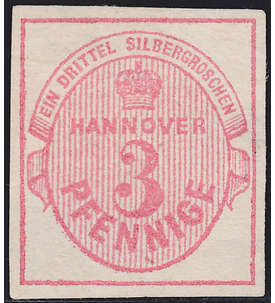 EIN DRITTEL SILBERGROSCHEN
HANNOVER
3
PFENNIGE